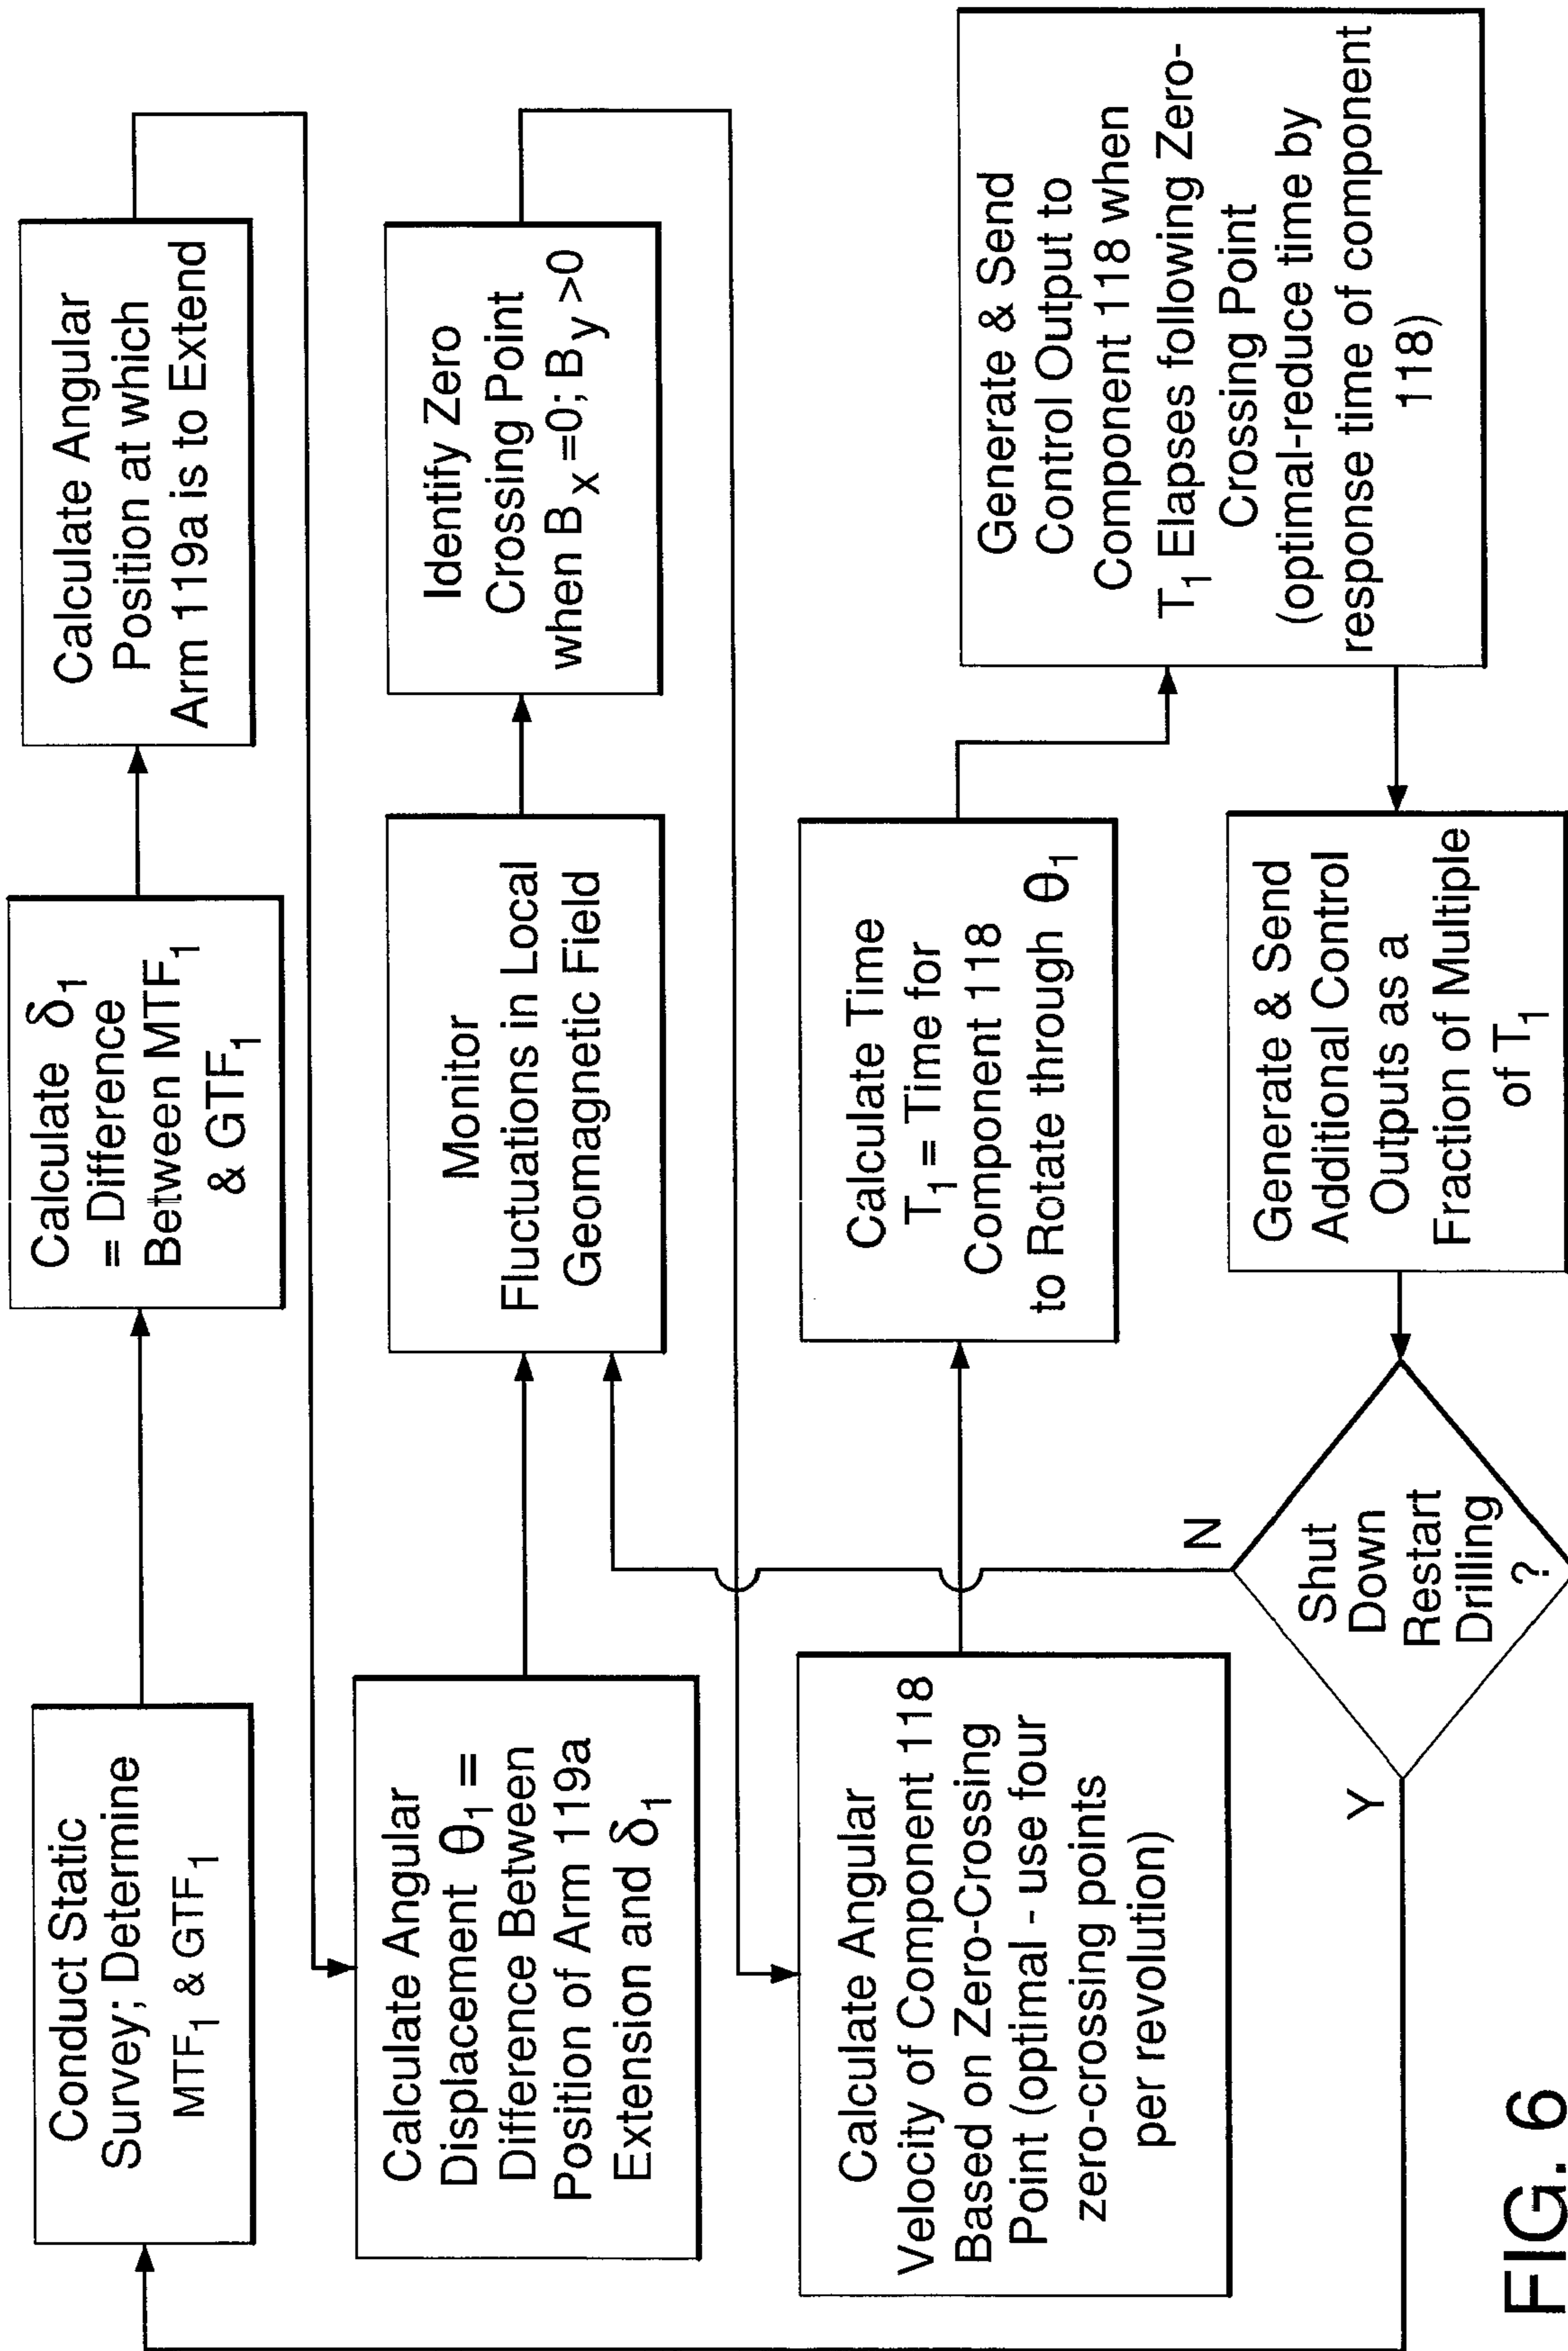 Conduct Static
Survey; Determine
MTF₁ & GTF₁
Calculate δ₁
= Difference
Between MTF₁
& GTF₁
Calculate Angular
Position at which
Arm 119a is to Extend
Calculate Angular
Displacement θ₁ =
Difference Between
Position of Arm 119a
Extension and δ₁
Monitor
Fluctuations in Local
Geomagnetic Field
Identify Zero
Crossing Point
when Bₓ =0; B_y >0
Calculate Angular
Velocity of Component 118
Based on Zero-Crossing
Point (optimal - use four
zero-crossing points
per revolution)
Calculate Time
T₁ = Time for
Component 118
to Rotate through θ₁
Generate & Send
Control Output to
Component 118 when
T₁ Elapses following Zero-
Crossing Point
(optimal-reduce time by
response time of component
118)
Generate & Send
Additional Control
Outputs as a
Fraction of Multiple
of T₁
Shut
Down
Restart
Drilling
?
N
Y
FIG. 6